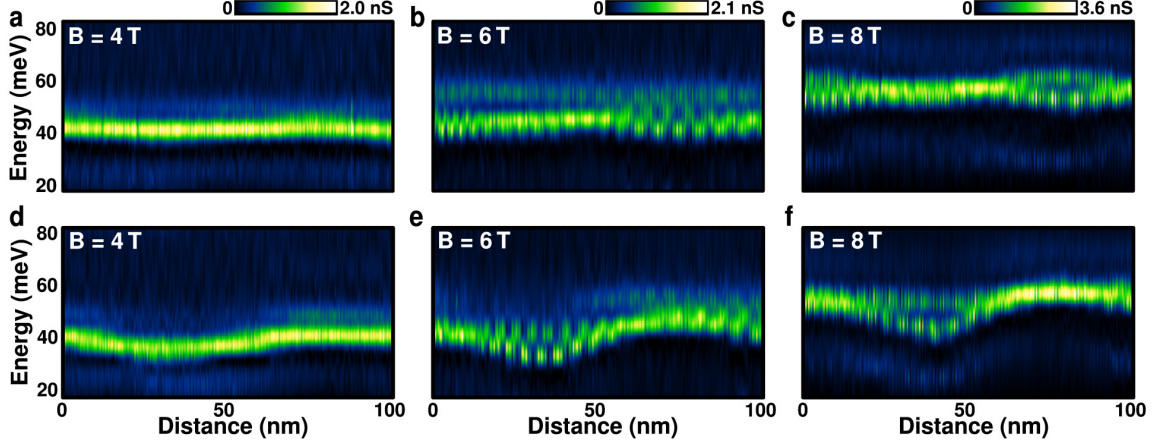 0 2.0 nS 0 2.1 nS 0 3.6 nS
a B = 4 T b B = 6 T c B = 8 T
80
60
40
20
Energy (meV)
d B = 4 T e B = 6 T f B = 8 T
80
60
40
20
Energy (meV)
0 50 100 0 50 100 0 50 100
Distance (nm) Distance (nm) Distance (nm)